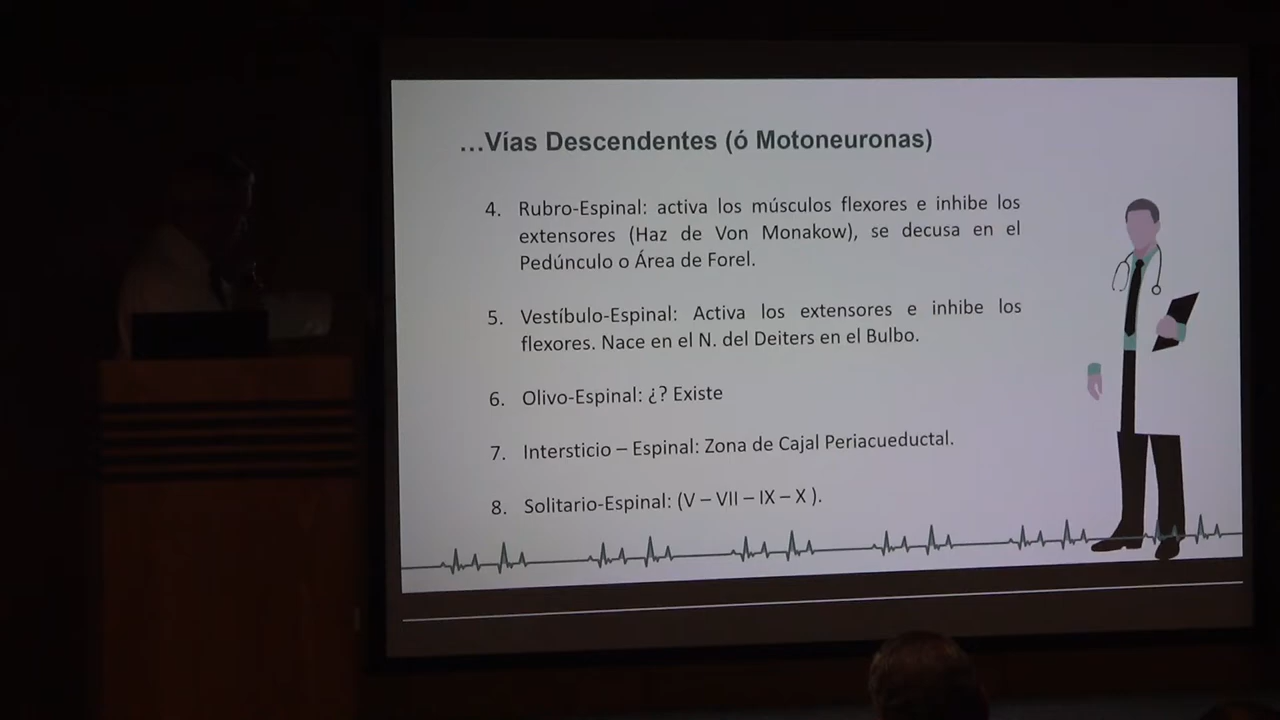 ...Vías Descendentes (ó Motoneuronas)
4. Rubro-Espinal: activa los músculos flexores e inhibe los
extensores (Haz de Von Monakow), se decusa en el
Pedúnculo o Área de Forel.
5. Vestíbulo-Espinal: Activa los extensores e inhibe los
flexores. Nace en el N. del Deiters en el Bulbo.
6. Olivo-Espinal: ¿? Existe
7. Intersticio – Espinal: Zona de Cajal Periacueductal.
8. Solitario-Espinal: (V – VII – IX – X ).